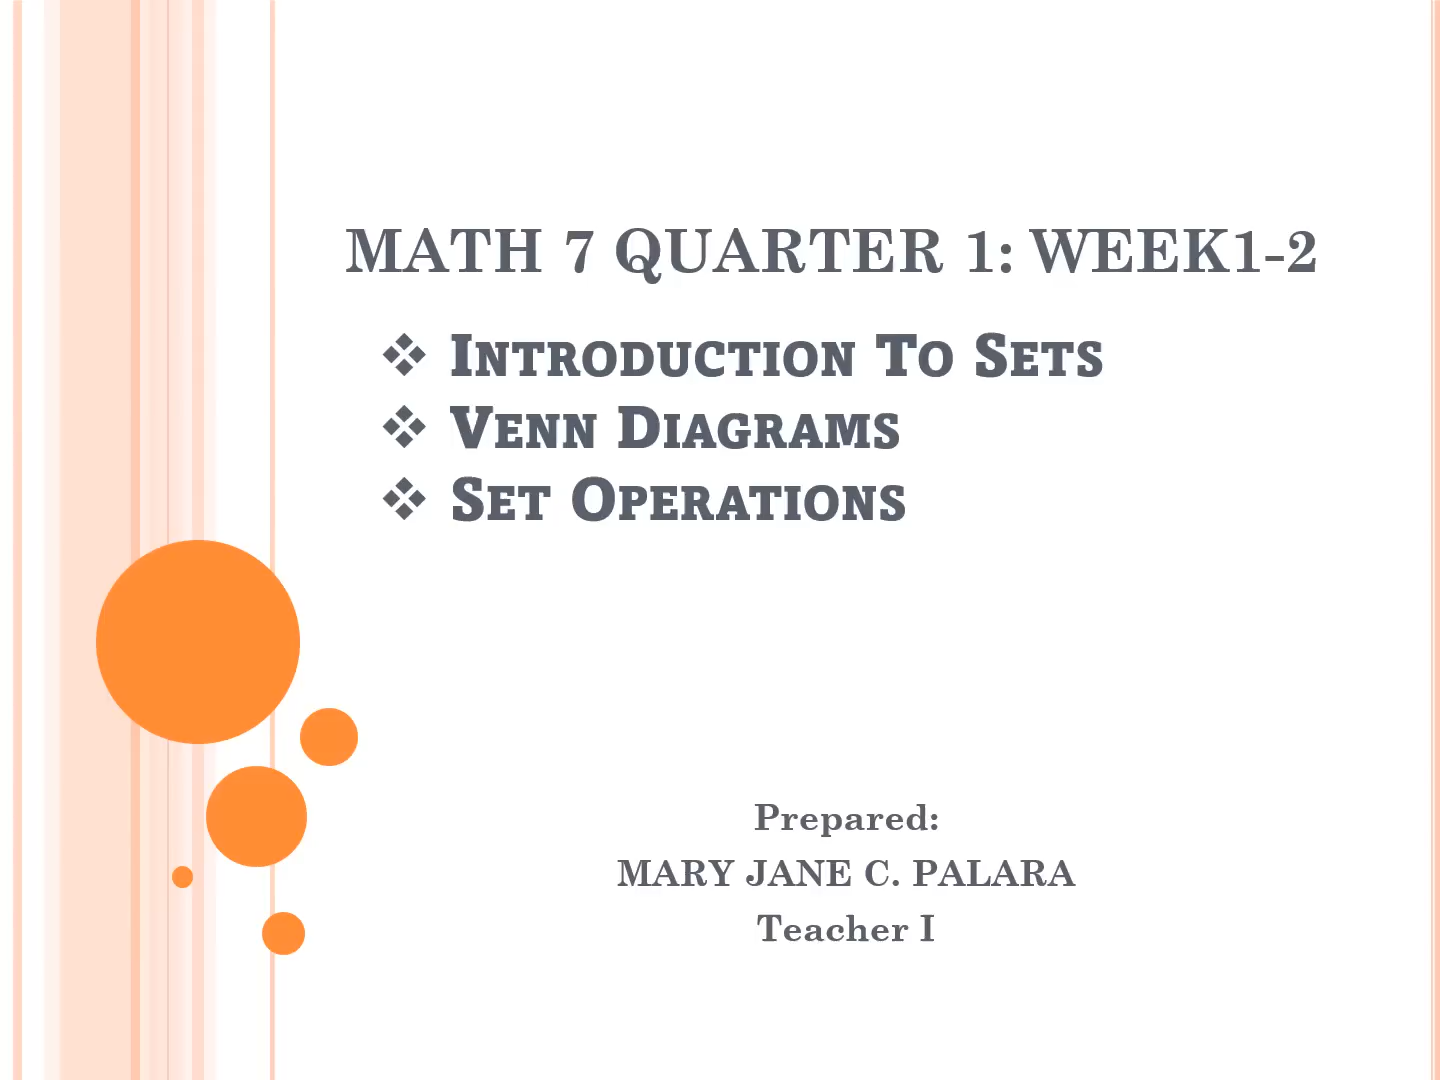 MATH 7 QUARTER 1: WEEK1-2
❖ INTRODUCTION TO SETS
❖ VENN DIAGRAMS
❖ SET OPERATIONS
Prepared:
MARY JANE C. PALARA
Teacher I